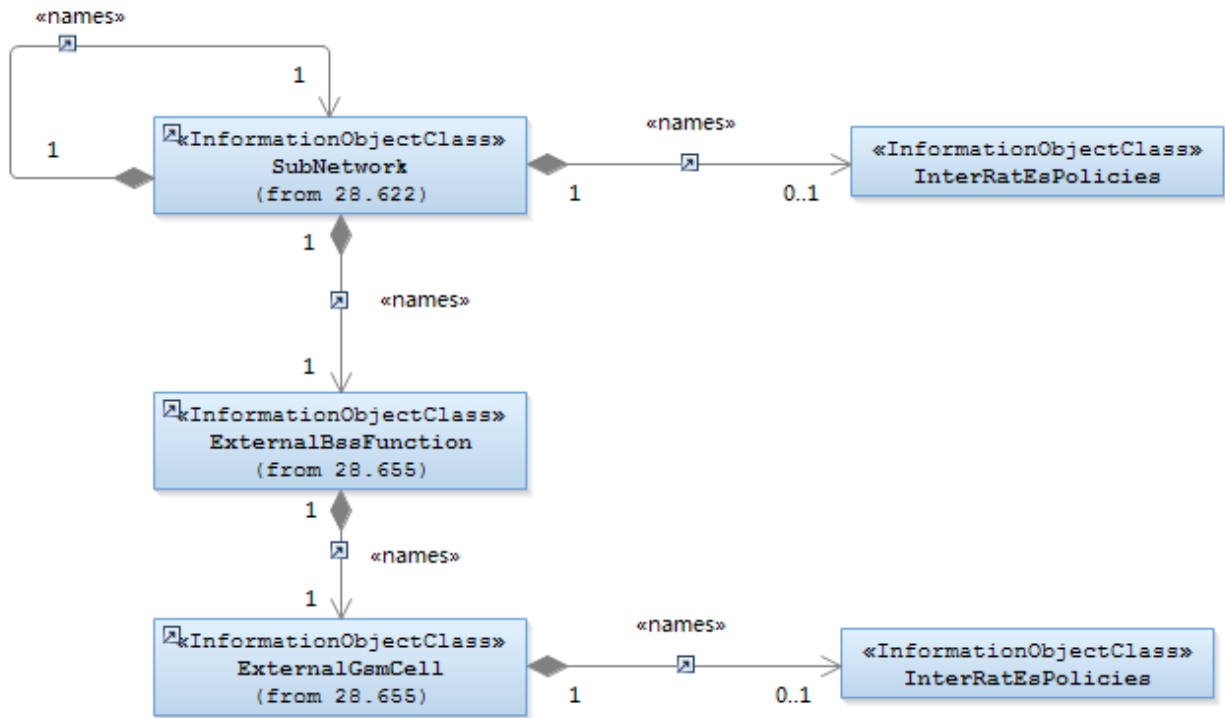 «names»
1
1
«InformationObjectClass»
SubNetwork
(from 28.622)
«names»
1
0..1
«InformationObjectClass»
InterRatEsPolicies
1
«names»
1
«InformationObjectClass»
ExternalBssFunction
(from 28.655)
1
«names»
1
«InformationObjectClass»
ExternalGsmCell
(from 28.655)
«names»
1
0..1
«InformationObjectClass»
InterRatEsPolicies